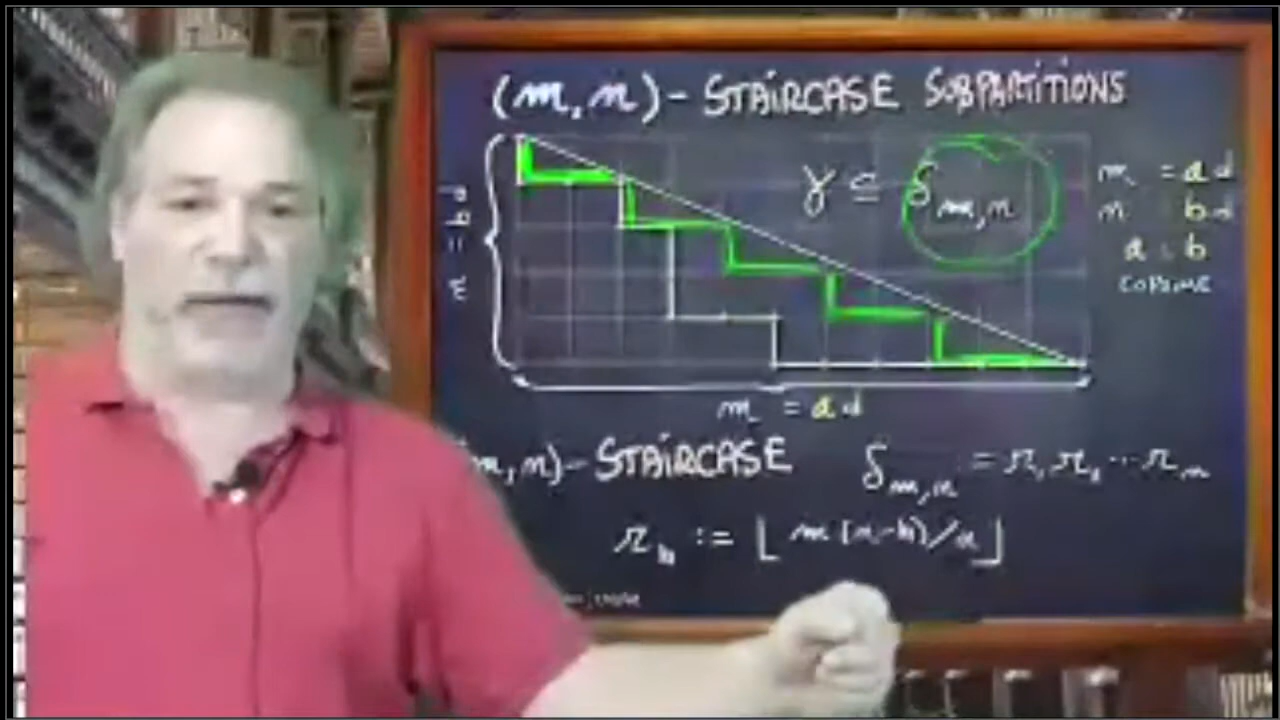 (m,n)-STAIRCASE SUBPARTITIONS
γ ⊆ δm,n
m = ad
n bd
a : b
COPRIME
n = bd
m = ad
m,n)-STAIRCASE δm,n = r1 r2 ... rn
rk := ⌊ m(n-k)/n ⌋